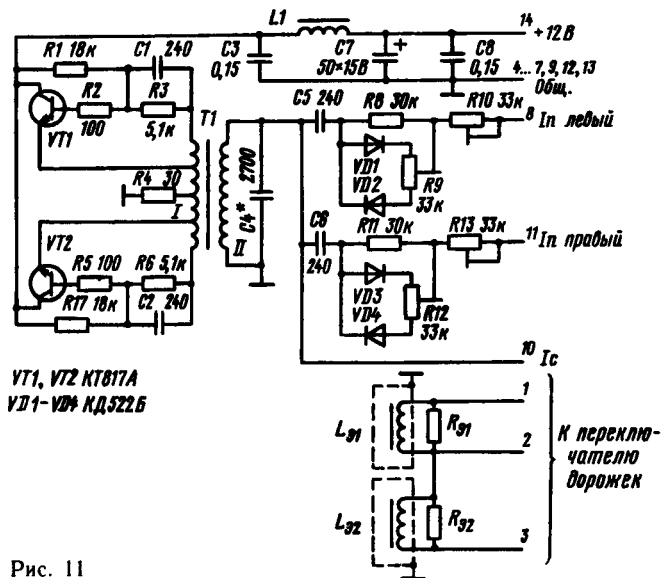 L1
14
+12В
R1 18к
C1
240
C3
0,15
C7
50×15В
+
C8
0,15
4...7, 9, 12, 13
Общ.
R2
100
R3
5,1к
VT1
T1
C5 240
R8 30к
R10 33к
8 Iп левый
VD1
VD2
R9
33к
R4 30
I
II
C4*
2700
C6
240
R11 30к
R13 33к
11 Iп правый
VD3
VD4
R12
33к
VT2
R5 100
R6 5,1к
R17 18к
C2
240
10 Iс
VT1, VT2 КТ817А
VD1-VD4 КД522Б
1
Lэ1
Rэ1
2
К переклю-
чателю
дорожек
Lэ2
Rэ2
3
Рис. 11